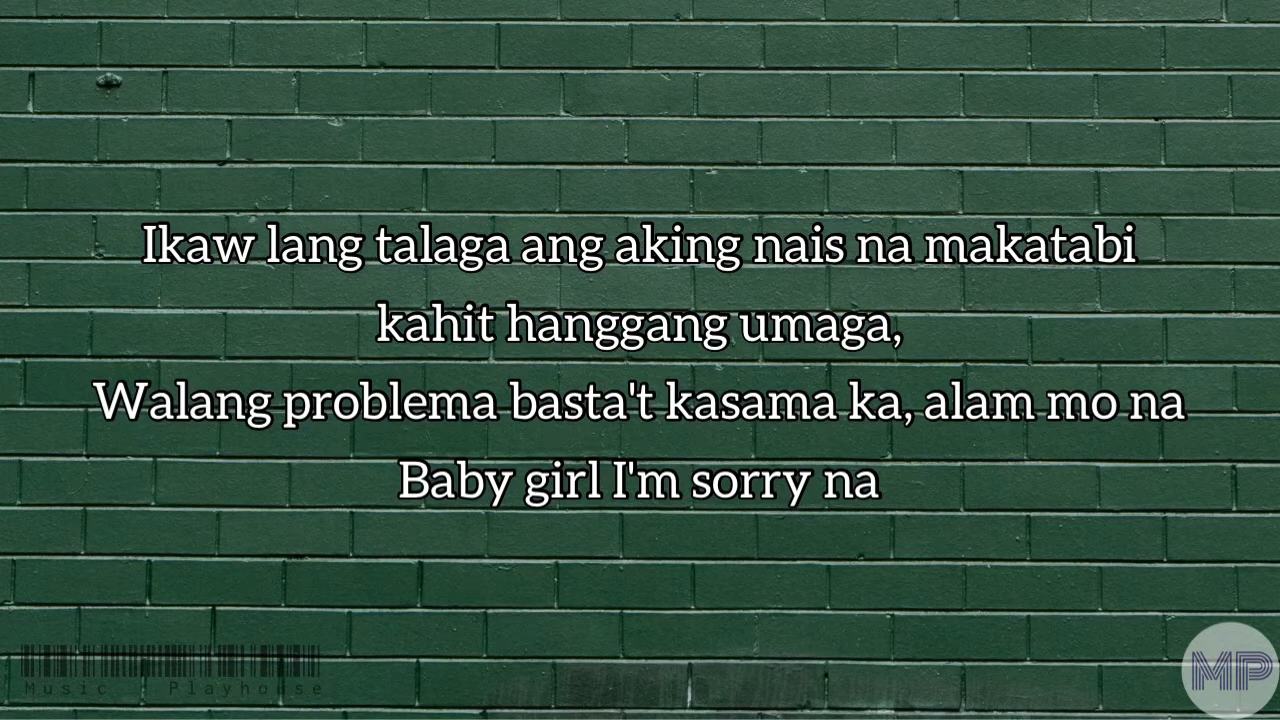 Ikaw lang talaga ang aking nais na makatabi
kahit hanggang umaga,
Walang problema basta't kasama ka, alam mo na
Baby girl I'm sorry na
Music Playhouse
MP